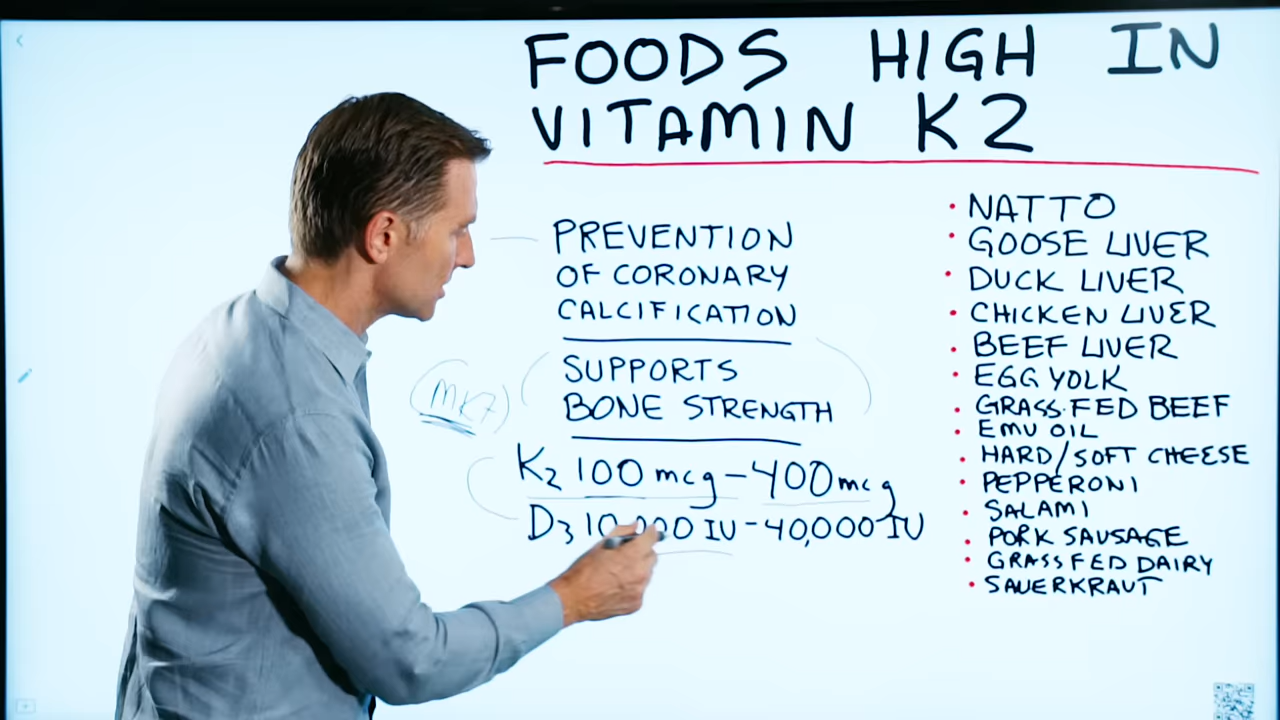 FOODS HIGH IN
VITAMIN K2
PREVENTION
OF CORONARY
CALCIFICATION
SUPPORTS
BONE STRENGTH
MK7
K2 100 mcg - 400 mcg
D3 10,000 IU - 40,000 IU
• NATTO
• GOOSE LIVER
• DUCK LIVER
• CHICKEN LIVER
• BEEF LIVER
• EGG YOLK
• GRASS.FED BEEF
• EMU OIL
• HARD/SOFT CHEESE
• PEPPERONI
• SALAMI
• PORK SAUSAGE
• GRASS FED DAIRY
• SAUERKRAUT